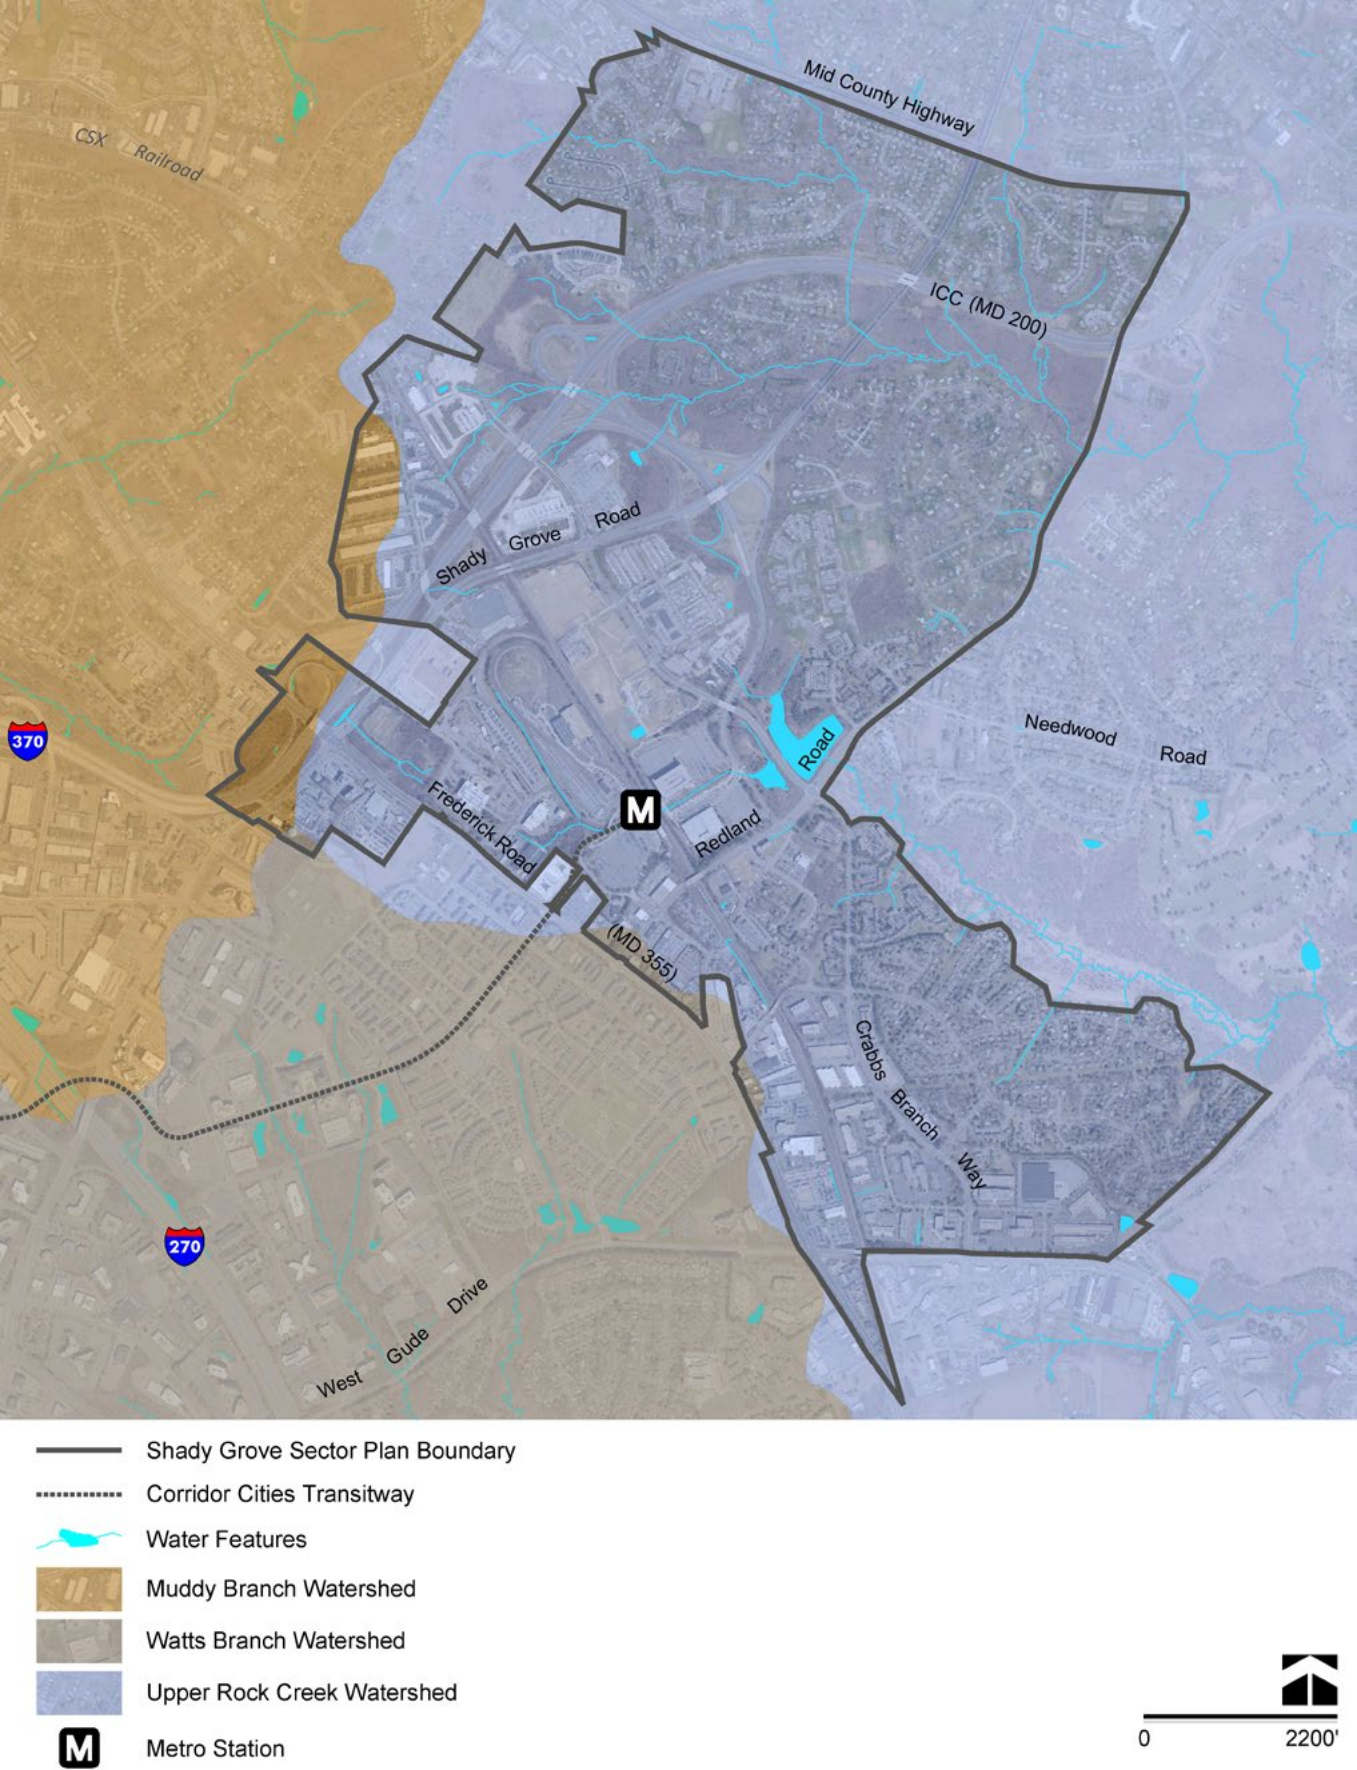 Mid County Highway
CSX Railroad
ICC (MD 200)
Shady Grove Road
370
Needwood Road
Road
M
Redland
Frederick Road
(MD 355)
Crabbs Branch Way
270
West Gude Drive
Shady Grove Sector Plan Boundary
Corridor Cities Transitway
Water Features
Muddy Branch Watershed
Watts Branch Watershed
Upper Rock Creek Watershed
M Metro Station
0 2200'